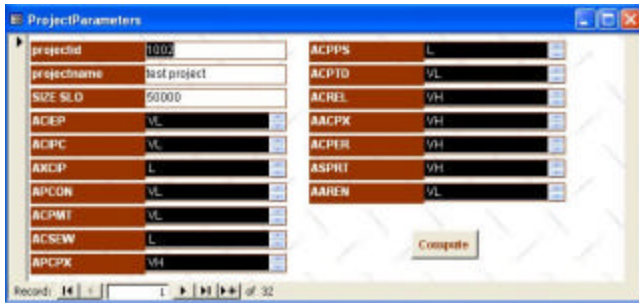 ProjectParameters
projectid 1002
projectname test project
SIZE SLO 50000
ACIEP VL
ACIPC VL
AXCIP L
APCON VL
ACPMT VL
ACSEW L
APCPX VH
ACPPS L
ACPTD VL
ACREL VH
AACPX VH
ACPER VH
ASPRT VH
AAREN VL
Compute
Record: 1 of 32